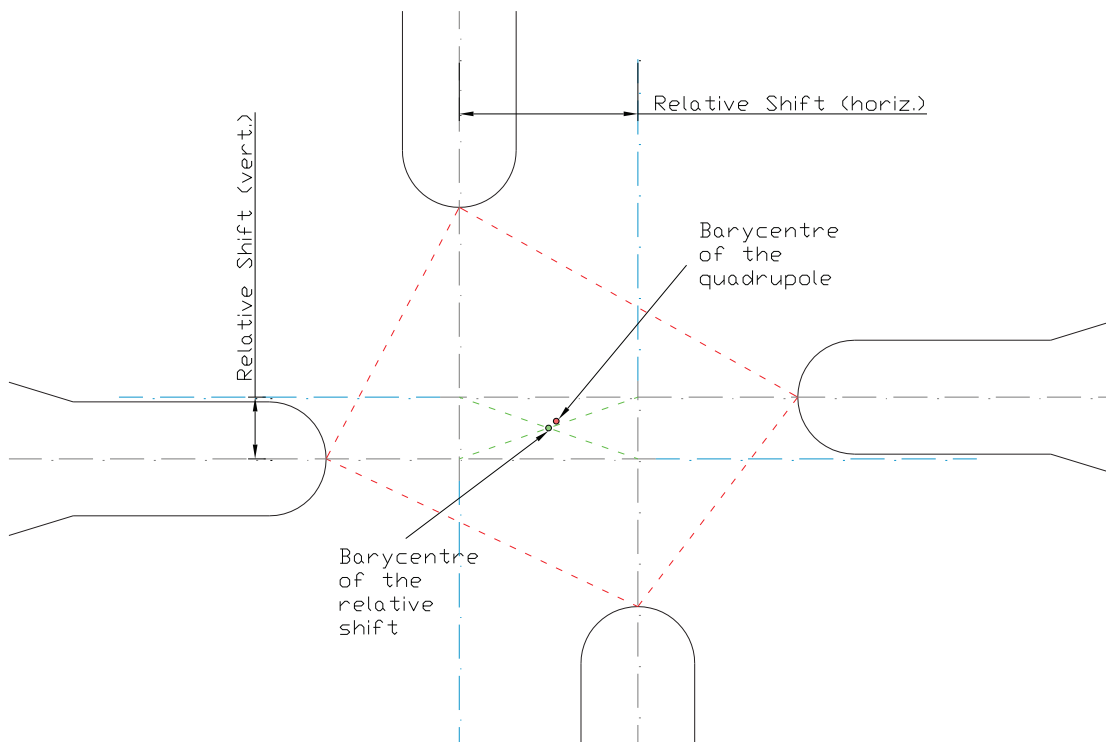 Relative Shift (horiz.)
Relative Shift (vert.)
Barycentre
of the
quadrupole
Barycentre
of the
relative
shift